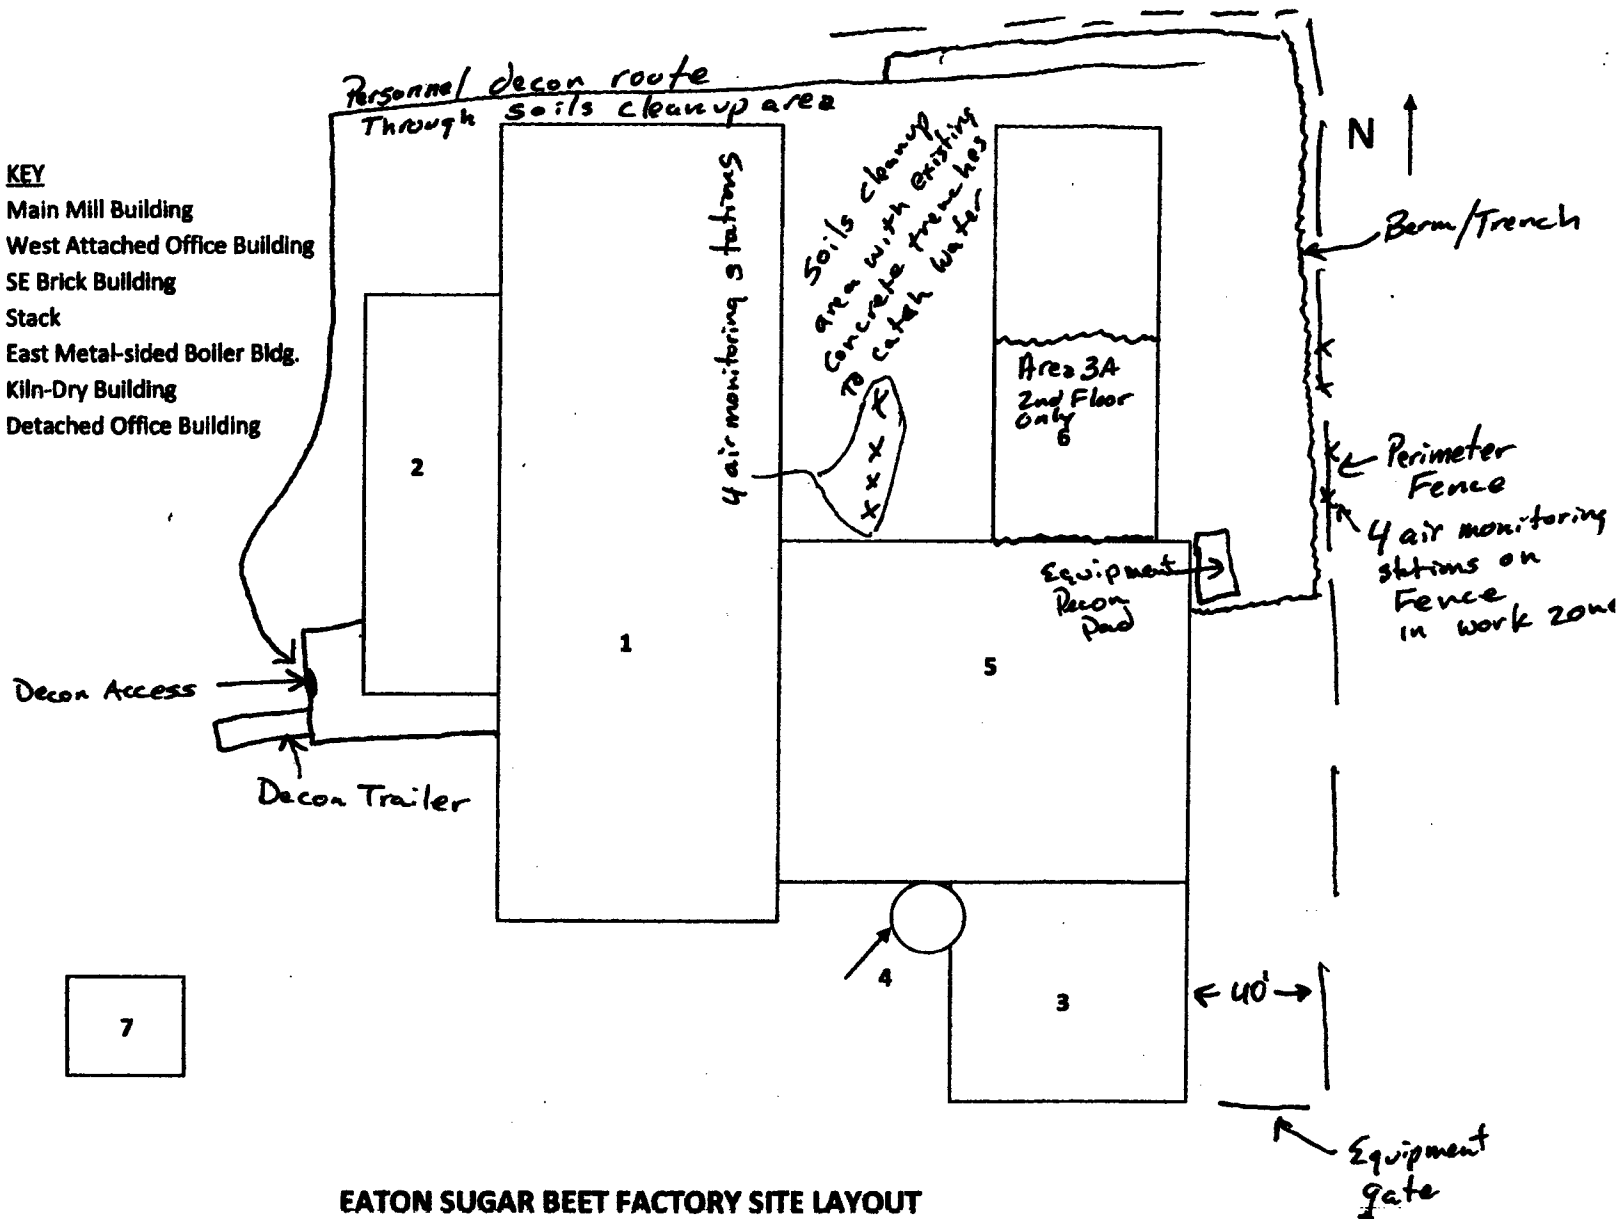 Personnel decon route
Through soils cleanup area
N
KEY
Main Mill Building
West Attached Office Building
SE Brick Building
Stack
East Metal-sided Boiler Bldg.
Kiln-Dry Building
Detached Office Building
4 air monitoring stations
Soils cleanup
area with existing
concrete trenches
To catch water
Berm/Trench
Area 3A
2nd Floor
only
6
2
Perimeter
Fence
4 air monitoring
stations on
Fence
in work zone
Equipment
Decon
Pad
1
5
Decon Access
Decon Trailer
4
3
40'
7
Equipment
gate
EATON SUGAR BEET FACTORY SITE LAYOUT